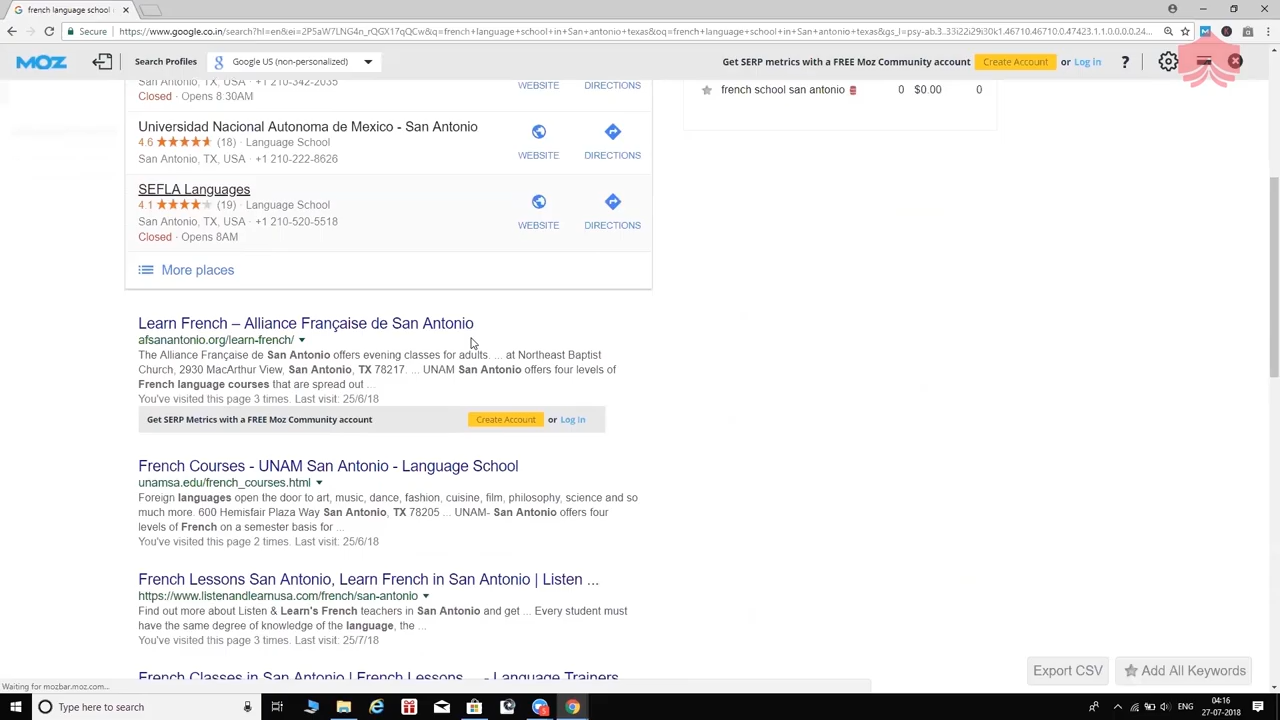 french language school
Secure
https://www.google.co.in/search?hl=en&ei=2P5aW7LNG4n_rQGX17qQCw&q=french+language+school+in+San+antonio+texas&oq=french+language+school+in+San+antonio+texas&gs_l=psy-ab.3..33i22i29i30k1.46710.46710.0.47423.1.1.0.0.0.0.24...
MOZ
Search Profiles
Google US (non-personalized)
Get SERP metrics with a FREE Moz Community account
Create Account
or Log in
?
San Antonio, TX, USA · +1 210-342-2035
Closed · Opens 8:30AM
WEBSITE
DIRECTIONS
french school san antonio
0 $0.00 0
Universidad Nacional Autonoma de Mexico - San Antonio
4.6 (18) · Language School
San Antonio, TX, USA · +1 210-222-8626
WEBSITE
DIRECTIONS
SEFLA Languages
4.1 (19) · Language School
San Antonio, TX, USA · +1 210-520-5518
Closed · Opens 8AM
WEBSITE
DIRECTIONS
More places
Learn French – Alliance Française de San Antonio
afsanantonio.org/learn-french/
The Alliance Française de San Antonio offers evening classes for adults. ... at Northeast Baptist
Church, 2930 MacArthur View, San Antonio, TX 78217. ... UNAM San Antonio offers four levels of
French language courses that are spread out ...
You've visited this page 3 times. Last visit: 25/6/18
Get SERP Metrics with a FREE Moz Community account
Create Account
or Log in
French Courses - UNAM San Antonio - Language School
unamsa.edu/french_courses.html
Foreign languages open the door to art, music, dance, fashion, cuisine, film, philosophy, science and so
much more. 600 Hemisfair Plaza Way San Antonio, TX 78205 ... UNAM- San Antonio offers four
levels of French on a semester basis for ...
You've visited this page 2 times. Last visit: 25/6/18
French Lessons San Antonio, Learn French in San Antonio | Listen ...
https://www.listenandlearnusa.com/french/san-antonio
Find out more about Listen & Learn's French teachers in San Antonio and get ... Every student must
have the same degree of knowledge of the language, the ...
You've visited this page 3 times. Last visit: 25/7/18
French Classes in San Antonio | French Lessons ... - Language Trainers
Export CSV
Add All Keywords
Waiting for mozbar.moz.com...
Type here to search
ENG
04:16
27-07-2018